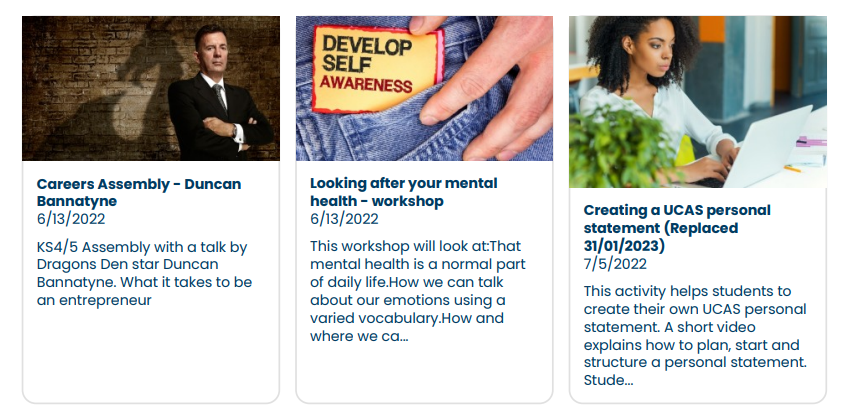 DEVELOP
SELF
AWARENESS
Careers Assembly - Duncan
Bannatyne
6/13/2022
KS4/5 Assembly with a talk by
Dragons Den star Duncan
Bannatyne. What it takes to be
an entrepreneur
Looking after your mental
health - workshop
6/13/2022
This workshop will look at:That
mental health is a normal part
of daily life.How we can talk
about our emotions using a
varied vocabulary.How and
where we ca...
Creating a UCAS personal
statement (Replaced
31/01/2023)
7/5/2022
This activity helps students to
create their own UCAS personal
statement. A short video
explains how to plan, start and
structure a personal statement.
Stude...